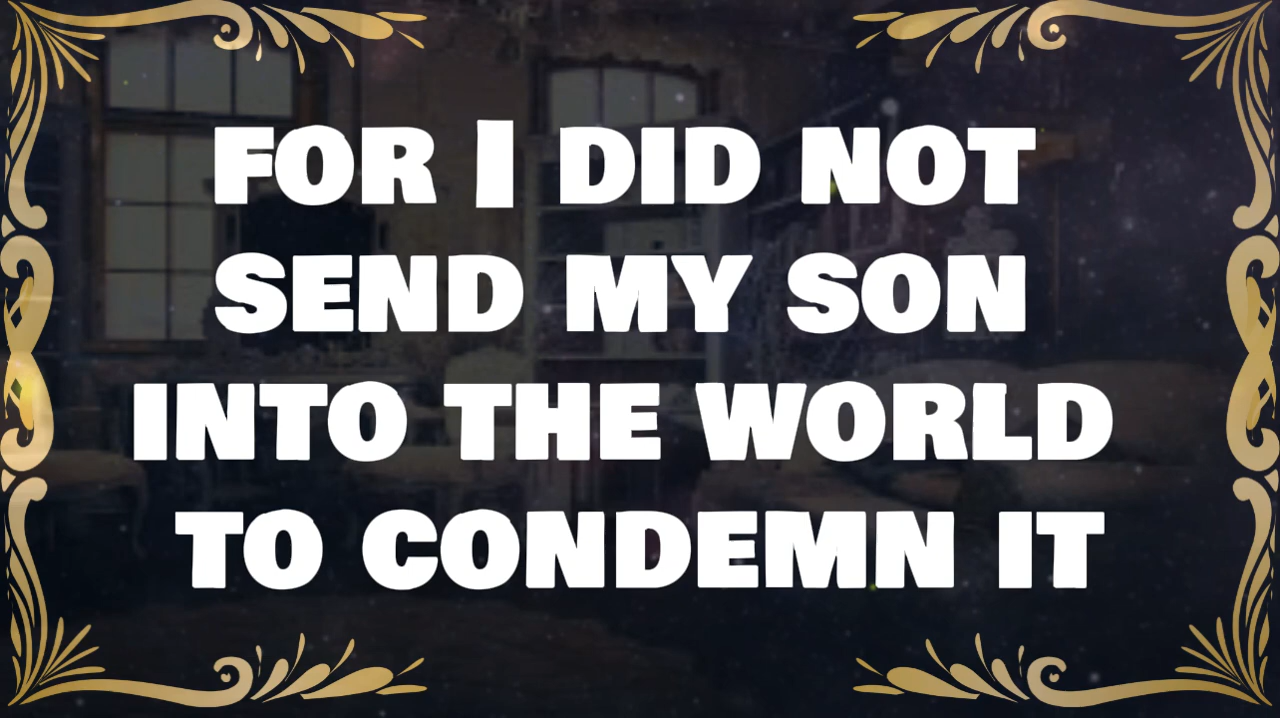 FOR I DID NOT
SEND MY SON
INTO THE WORLD
TO CONDEMN IT